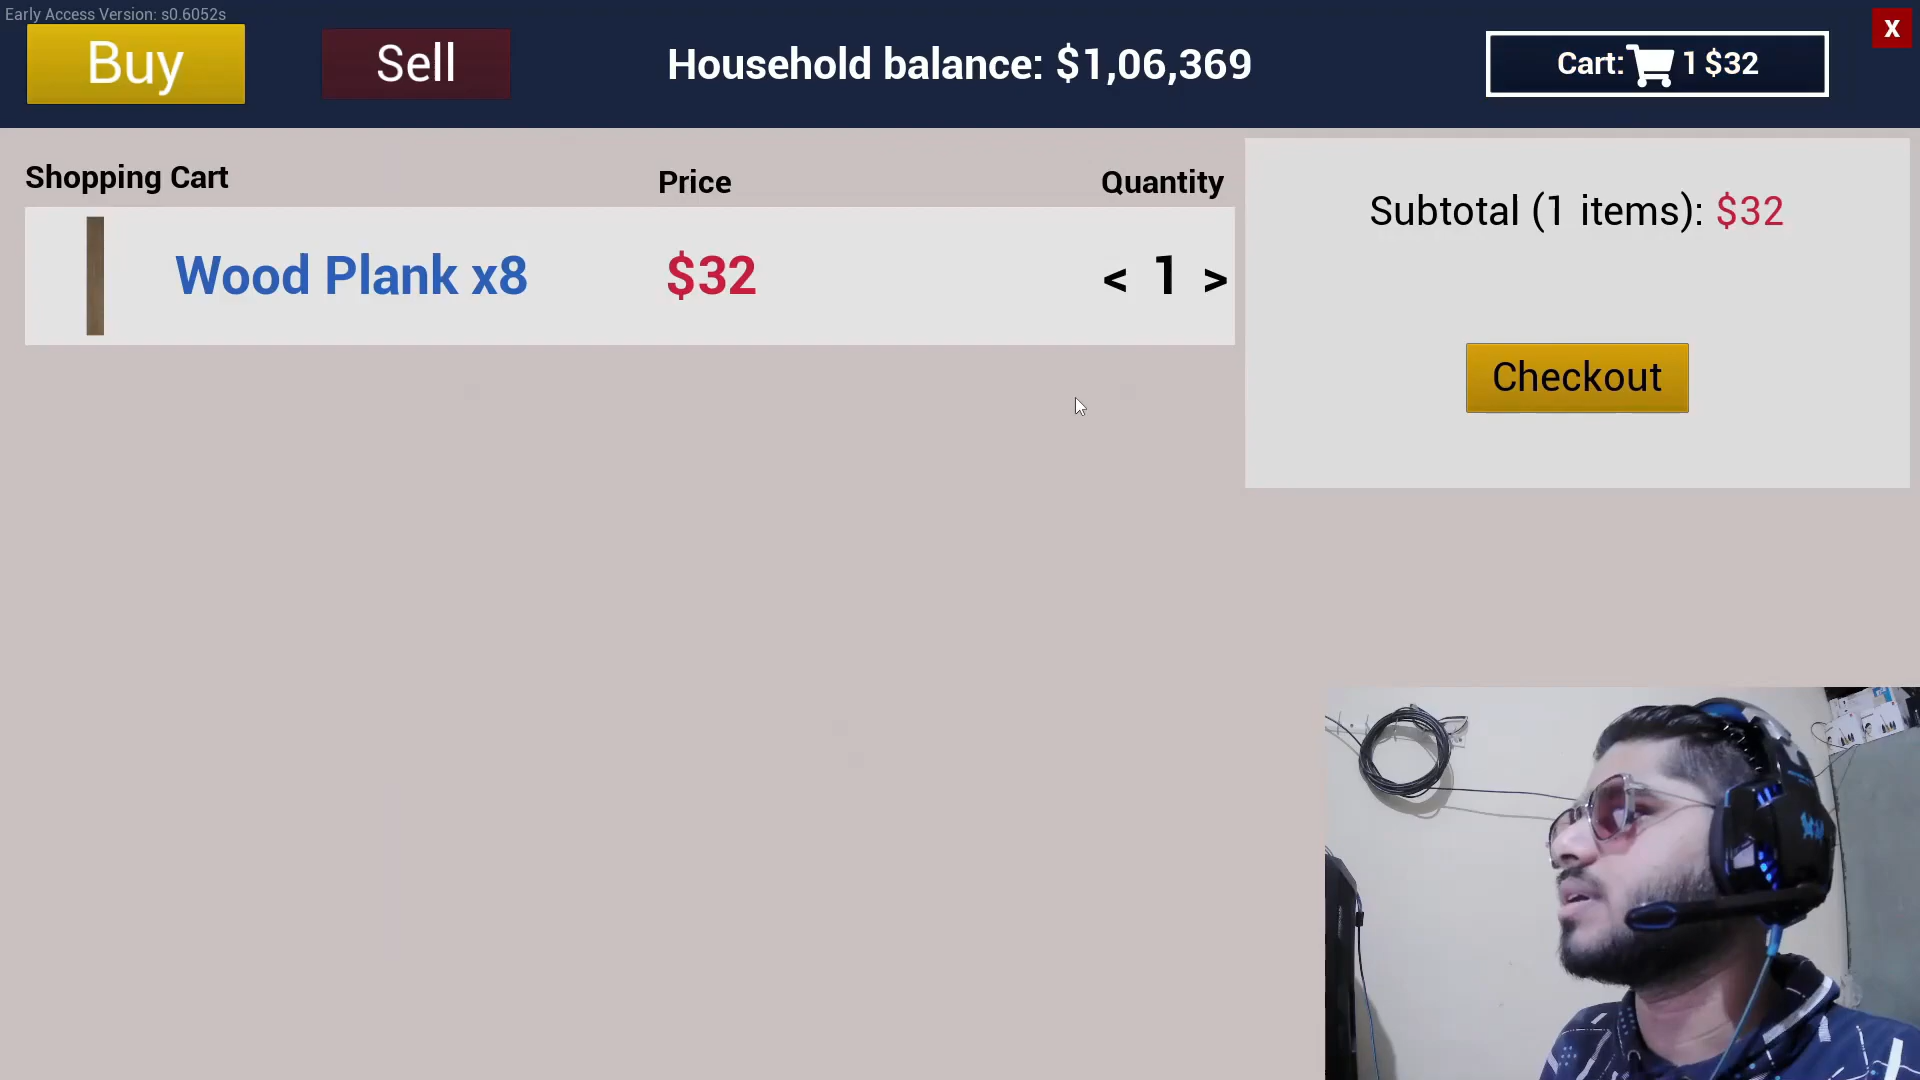 Early Access Version: s0.6052s
Buy
Sell
Household balance: $1,06,369
Cart: 1 $32
X
Shopping Cart
Price
Quantity
Wood Plank x8
$32
< 1 >
Subtotal (1 items): $32
Checkout